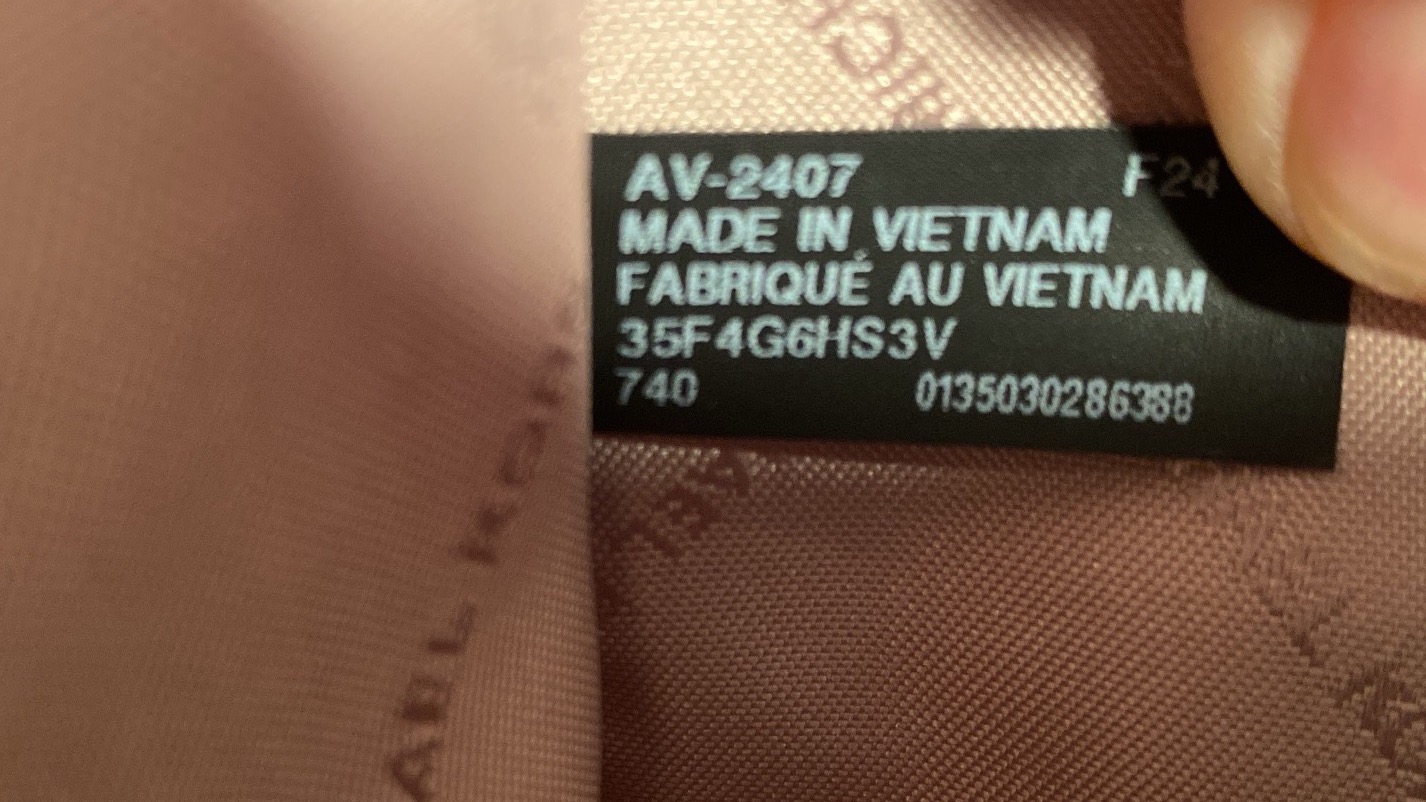 AV-2407 F24
MADE IN VIETNAM
FABRIQUÉ AU VIETNAM
35F4G6HS3V
740 0135030286388